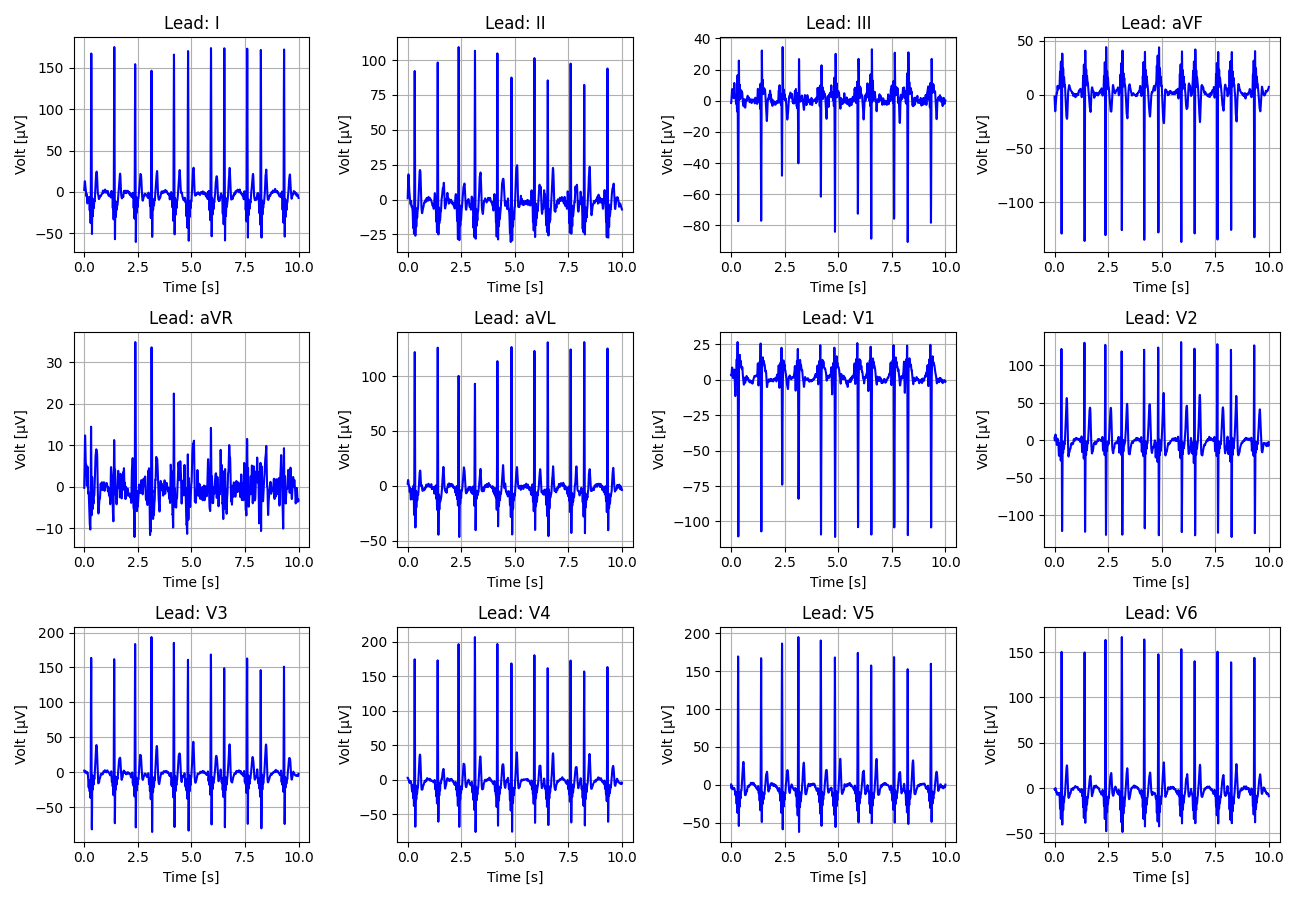 Lead: I
Lead: II
Lead: III
Lead: aVF
Volt [µV]
150
100
50
0
−50
0.0 2.5 5.0 7.5 10.0
Time [s]
Volt [µV]
100
75
50
25
0
−25
0.0 2.5 5.0 7.5 10.0
Time [s]
Volt [µV]
40
20
0
−20
−40
−60
−80
0.0 2.5 5.0 7.5 10.0
Time [s]
Volt [µV]
50
0
−50
−100
0.0 2.5 5.0 7.5 10.0
Time [s]
Lead: aVR
Lead: aVL
Lead: V1
Lead: V2
Volt [µV]
30
20
10
0
−10
0.0 2.5 5.0 7.5 10.0
Time [s]
Volt [µV]
100
50
0
−50
0.0 2.5 5.0 7.5 10.0
Time [s]
Volt [µV]
25
0
−25
−50
−75
−100
0.0 2.5 5.0 7.5 10.0
Time [s]
Volt [µV]
100
50
0
−50
−100
0.0 2.5 5.0 7.5 10.0
Time [s]
Lead: V3
Lead: V4
Lead: V5
Lead: V6
Volt [µV]
200
150
100
50
0
−50
0.0 2.5 5.0 7.5 10.0
Time [s]
Volt [µV]
200
150
100
50
0
−50
0.0 2.5 5.0 7.5 10.0
Time [s]
Volt [µV]
200
150
100
50
0
−50
0.0 2.5 5.0 7.5 10.0
Time [s]
Volt [µV]
150
100
50
0
−50
0.0 2.5 5.0 7.5 10.0
Time [s]